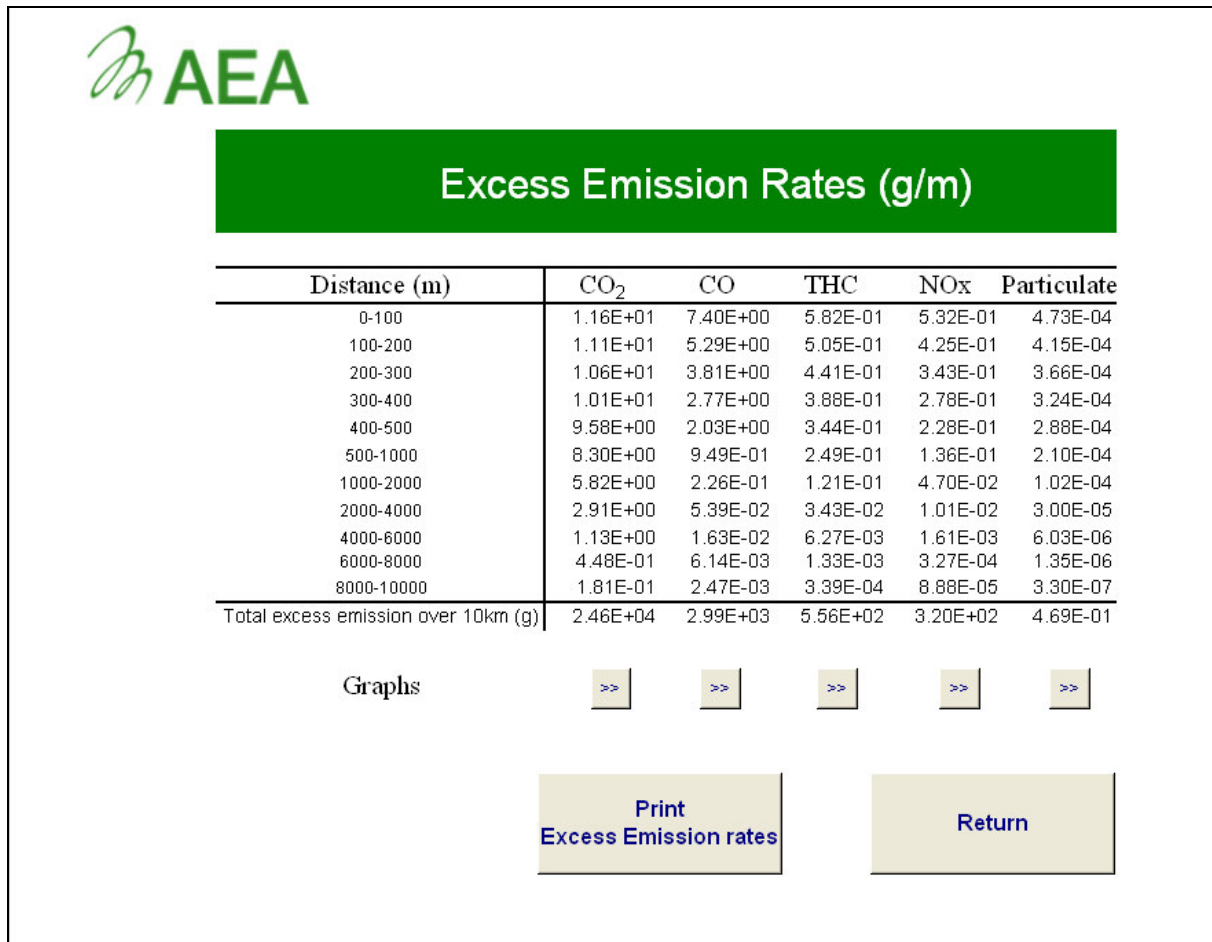 AEA
Excess Emission Rates (g/m)
Distance (m) CO₂ CO THC NOx Particulate
0-100 1.16E+01 7.40E+00 5.82E-01 5.32E-01 4.73E-04
100-200 1.11E+01 5.29E+00 5.05E-01 4.25E-01 4.15E-04
200-300 1.06E+01 3.81E+00 4.41E-01 3.43E-01 3.66E-04
300-400 1.01E+01 2.77E+00 3.88E-01 2.78E-01 3.24E-04
400-500 9.58E+00 2.03E+00 3.44E-01 2.28E-01 2.88E-04
500-1000 8.30E+00 9.49E-01 2.49E-01 1.36E-01 2.10E-04
1000-2000 5.82E+00 2.26E-01 1.21E-01 4.70E-02 1.02E-04
2000-4000 2.91E+00 5.39E-02 3.43E-02 1.01E-02 3.00E-05
4000-6000 1.13E+00 1.63E-02 6.27E-03 1.61E-03 6.03E-06
6000-8000 4.48E-01 6.14E-03 1.33E-03 3.27E-04 1.35E-06
8000-10000 1.81E-01 2.47E-03 3.39E-04 8.88E-05 3.30E-07
Total excess emission over 10km (g) 2.46E+04 2.99E+03 5.56E+02 3.20E+02 4.69E-01
Graphs >> >> >> >> >>
Print
Excess Emission rates
Return